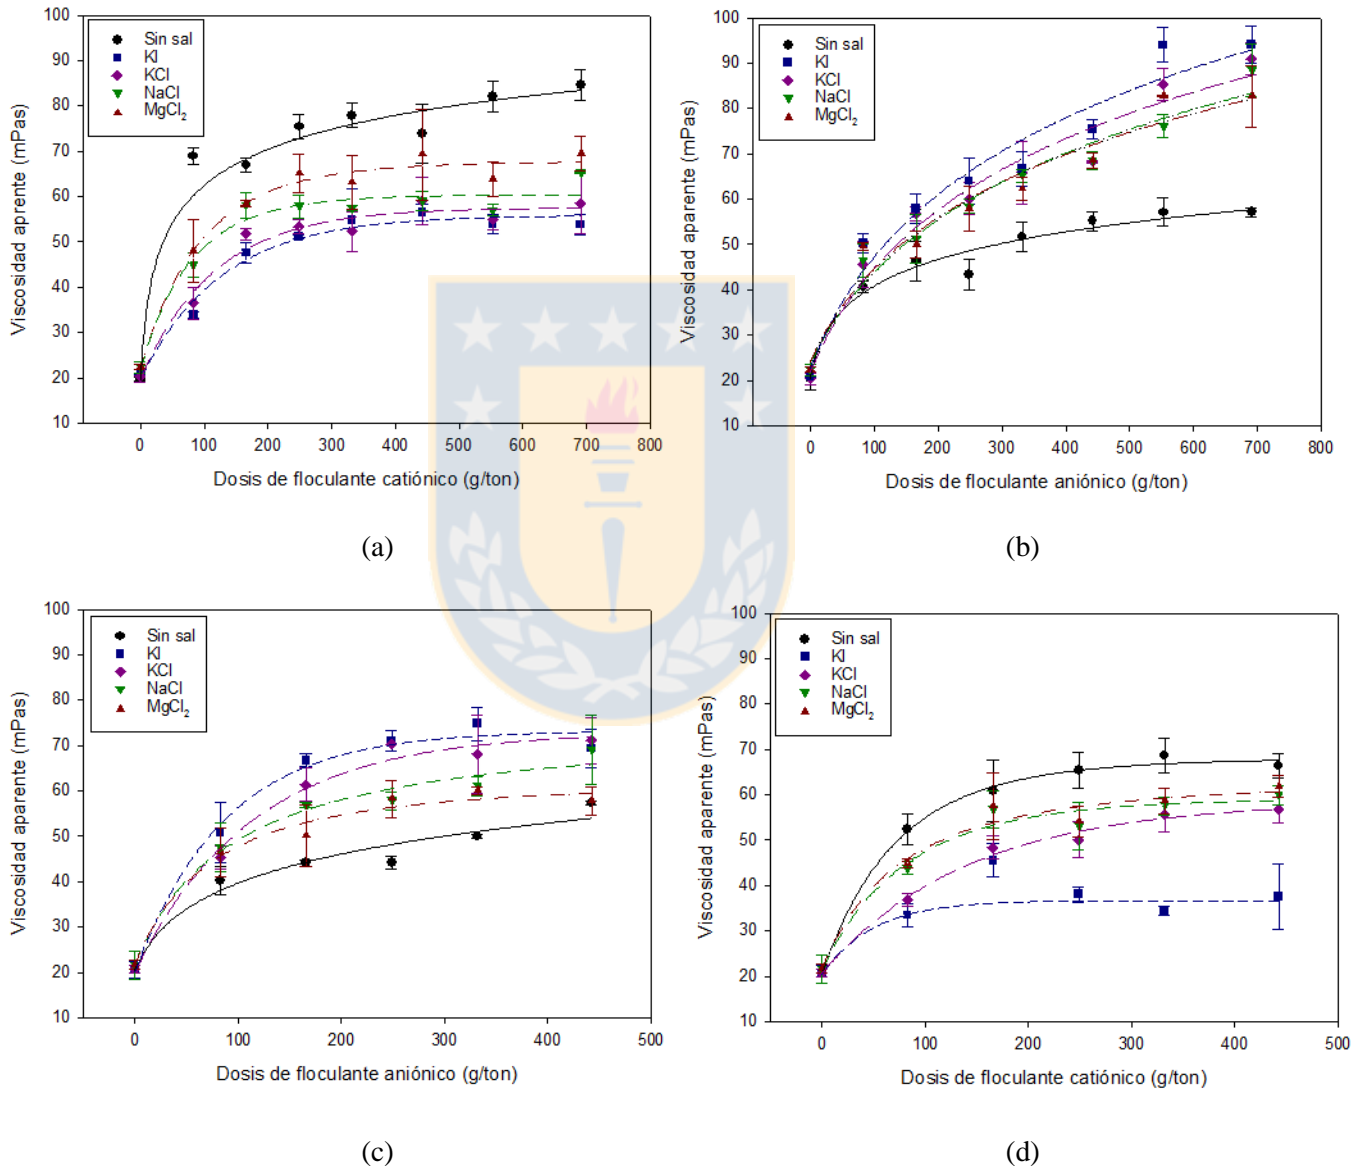 100
90
80
70
60
50
40
30
20
10
Viscosidad aprente (mPas)
Sin sal
KI
KCl
NaCl
MgCl₂
0 100 200 300 400 500 600 700 800
Dosis de floculante catiónico (g/ton)
(a)
100
90
80
70
60
50
40
30
20
10
Viscosidad aparente (mPas)
Sin sal
KI
KCl
NaCl
MgCl₂
0 100 200 300 400 500 600 700 800
Dosis de floculante aniónico (g/ton)
(b)
100
90
80
70
60
50
40
30
20
10
Viscosidad aparente (mPas)
Sin sal
KI
KCl
NaCl
MgCl₂
0 100 200 300 400 500
Dosis de floculante aniónico (g/ton)
(c)
100
90
80
70
60
50
40
30
20
10
Viscosidad aparente (mPas)
Sin sal
KI
KCl
NaCl
MgCl₂
0 100 200 300 400 500
Dosis de floculante catiónico (g/ton)
(d)